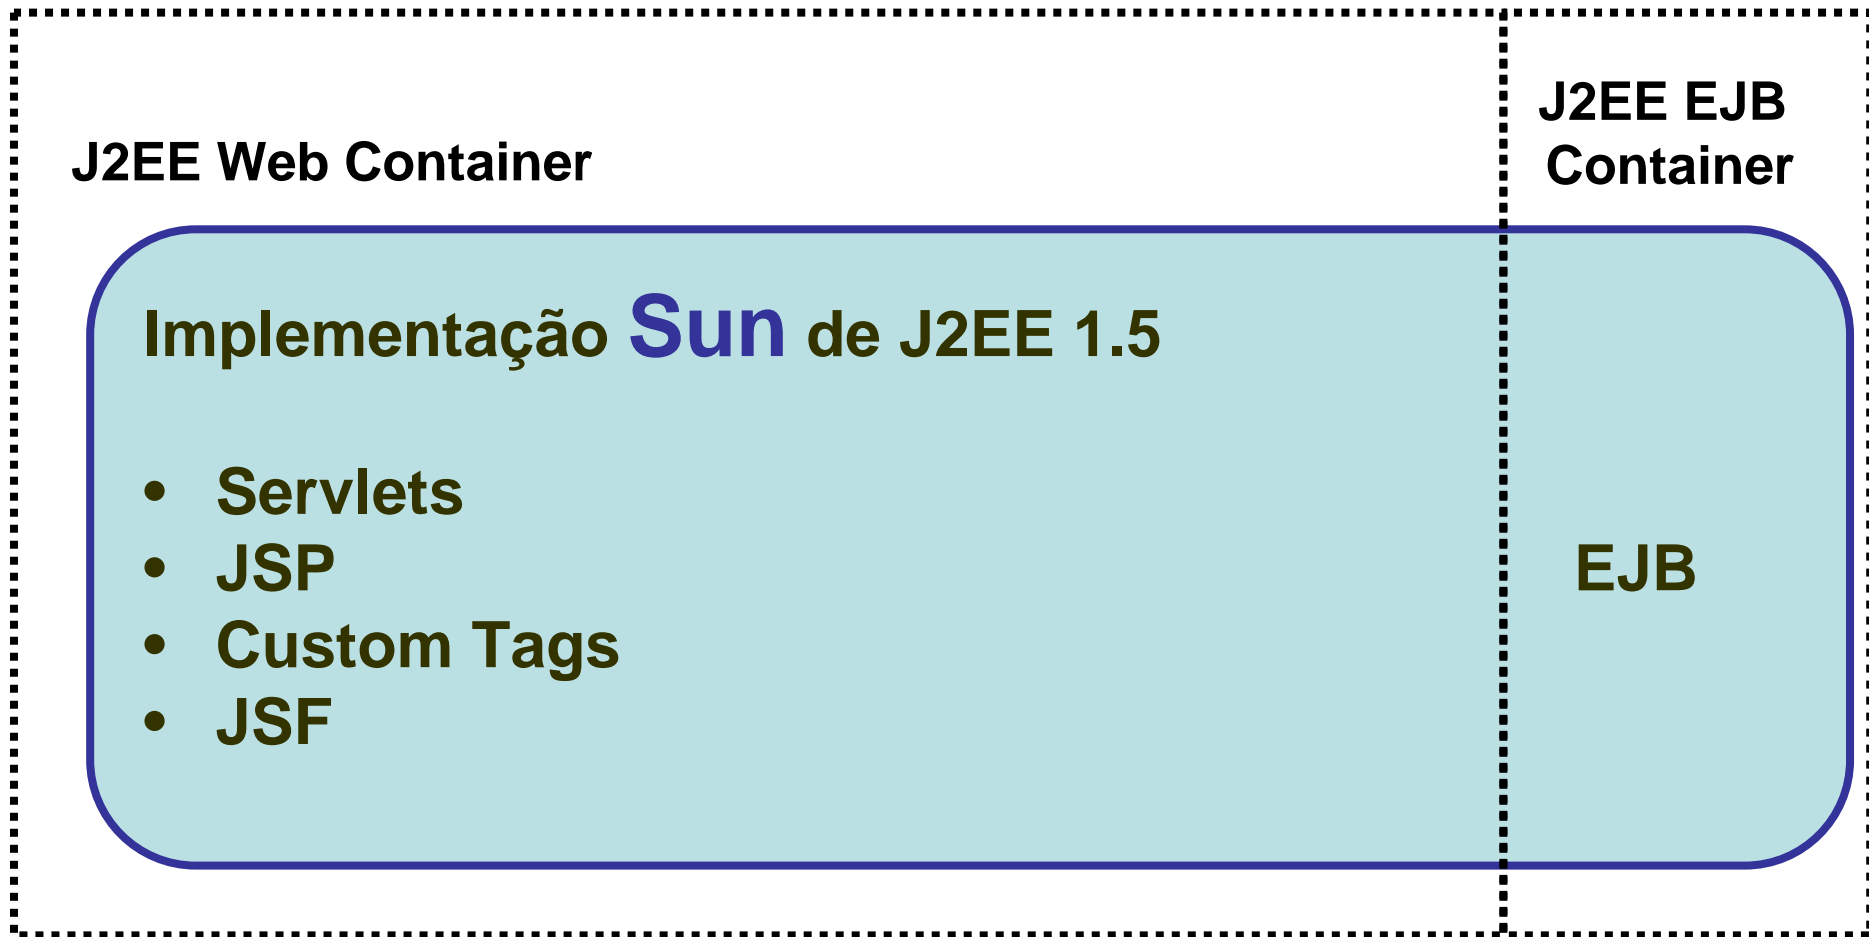 J2EE Web Container
J2EE EJB
Container
Implementação Sun de J2EE 1.5
• Servlets
• JSP
• Custom Tags
• JSF
EJB